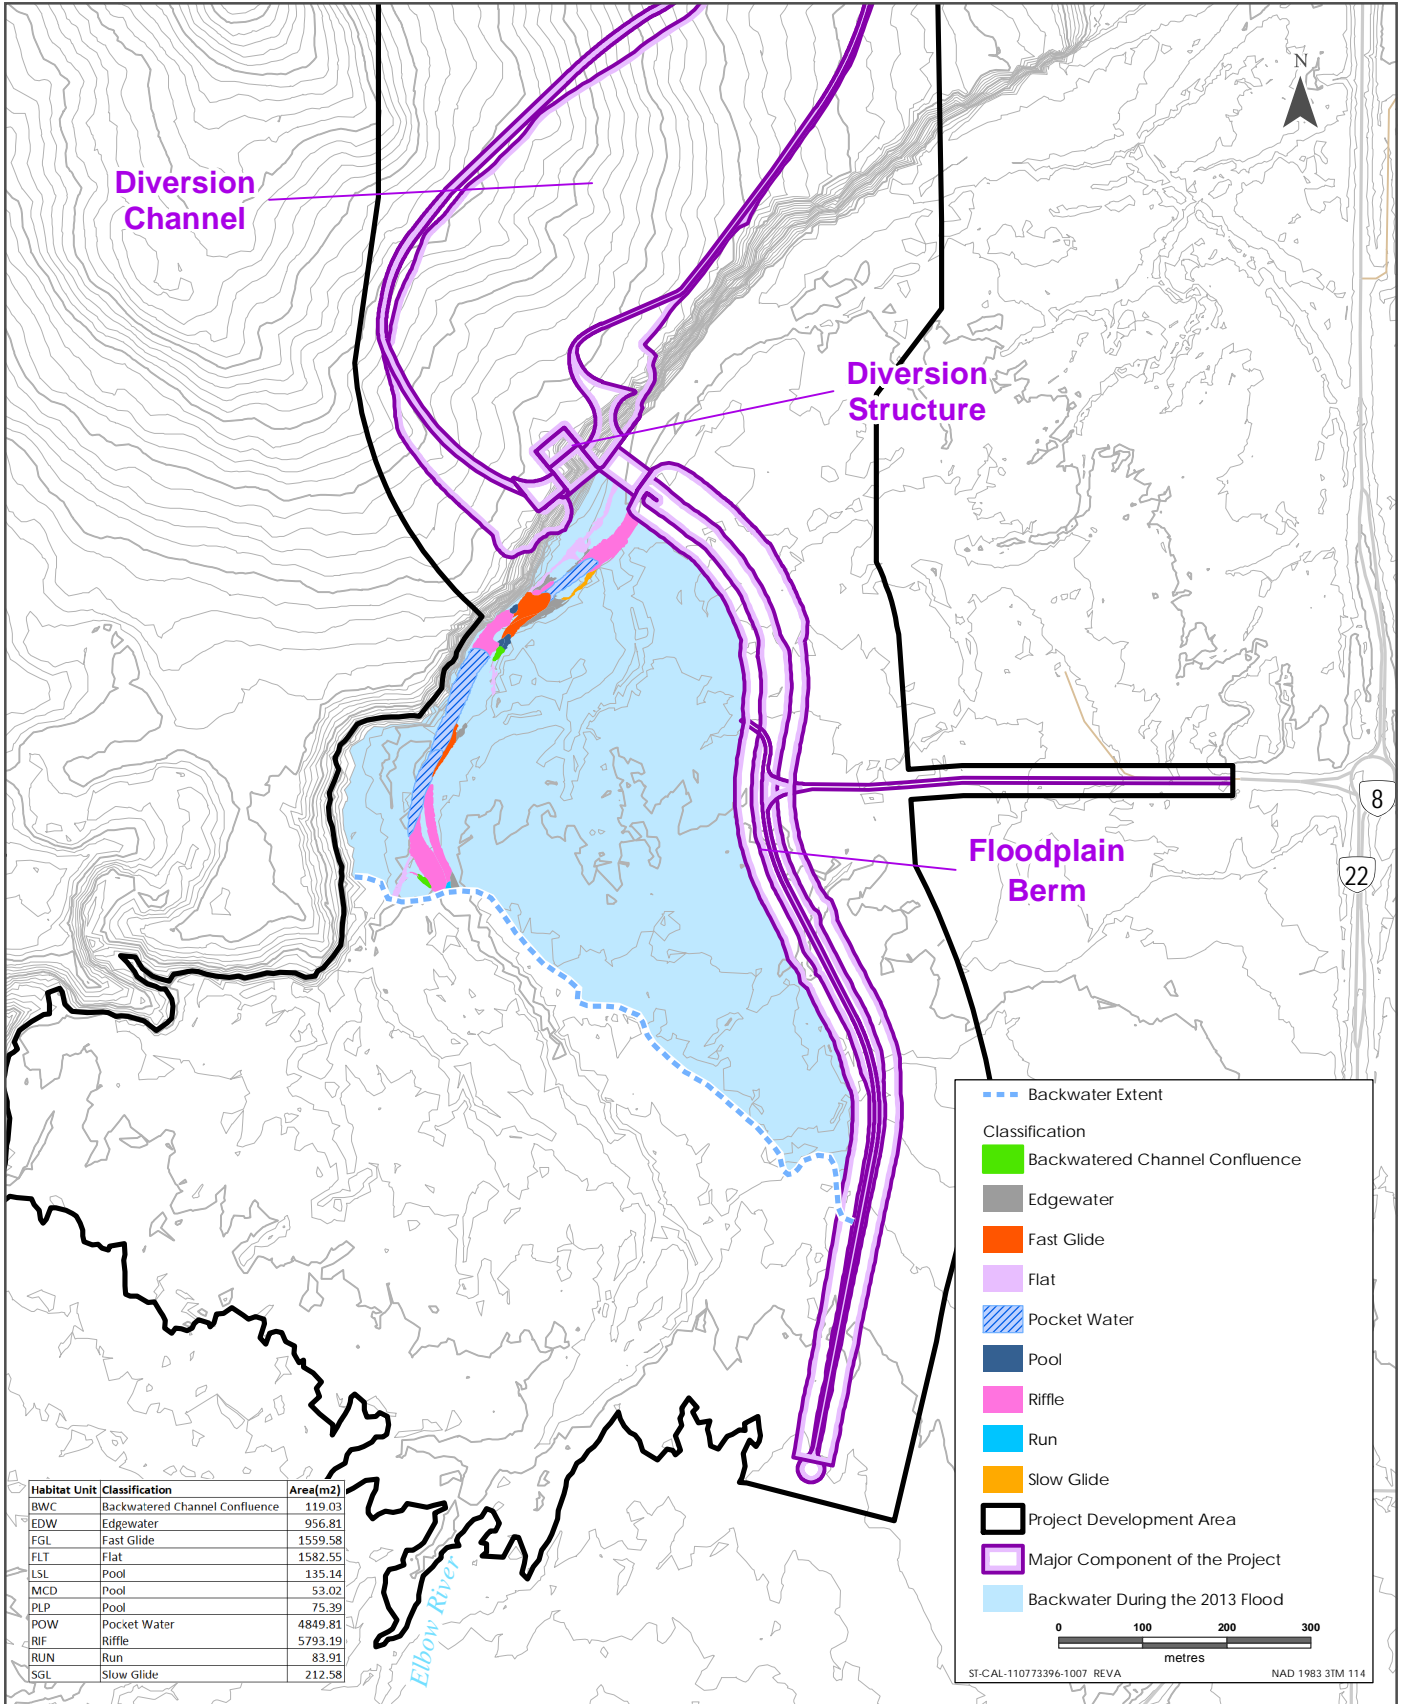 N
Diversion
Channel
Diversion
Structure
8
Floodplain
Berm
22
Backwater Extent
Classification
Backwatered Channel Confluence
Edgewater
Fast Glide
Flat
Pocket Water
Pool
Riffle
Run
Slow Glide
Project Development Area
Major Component of the Project
Backwater During the 2013 Flood
0 100 200 300
metres
ST-CAL-110773396-1007 REVA NAD 1983 3TM 114
Habitat Unit Classification Area(m2)
BWC Backwatered Channel Confluence 119.03
EDW Edgewater 956.81
FGL Fast Glide 1559.58
FLT Flat 1582.55
LSL Pool 135.14
MCD Pool 53.02
PLP Pool 75.39
POW Pocket Water 4849.81
RIF Riffle 5793.19
RUN Run 83.91
SGL Slow Glide 212.58
Elbow River